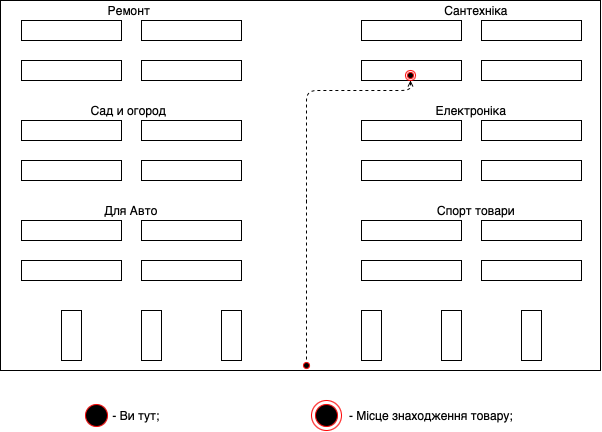 Ремонт
Сантехніка
Сад и огород
Електроніка
Для Авто
Спорт товари
- Ви тут;
- Місце знаходження товару;